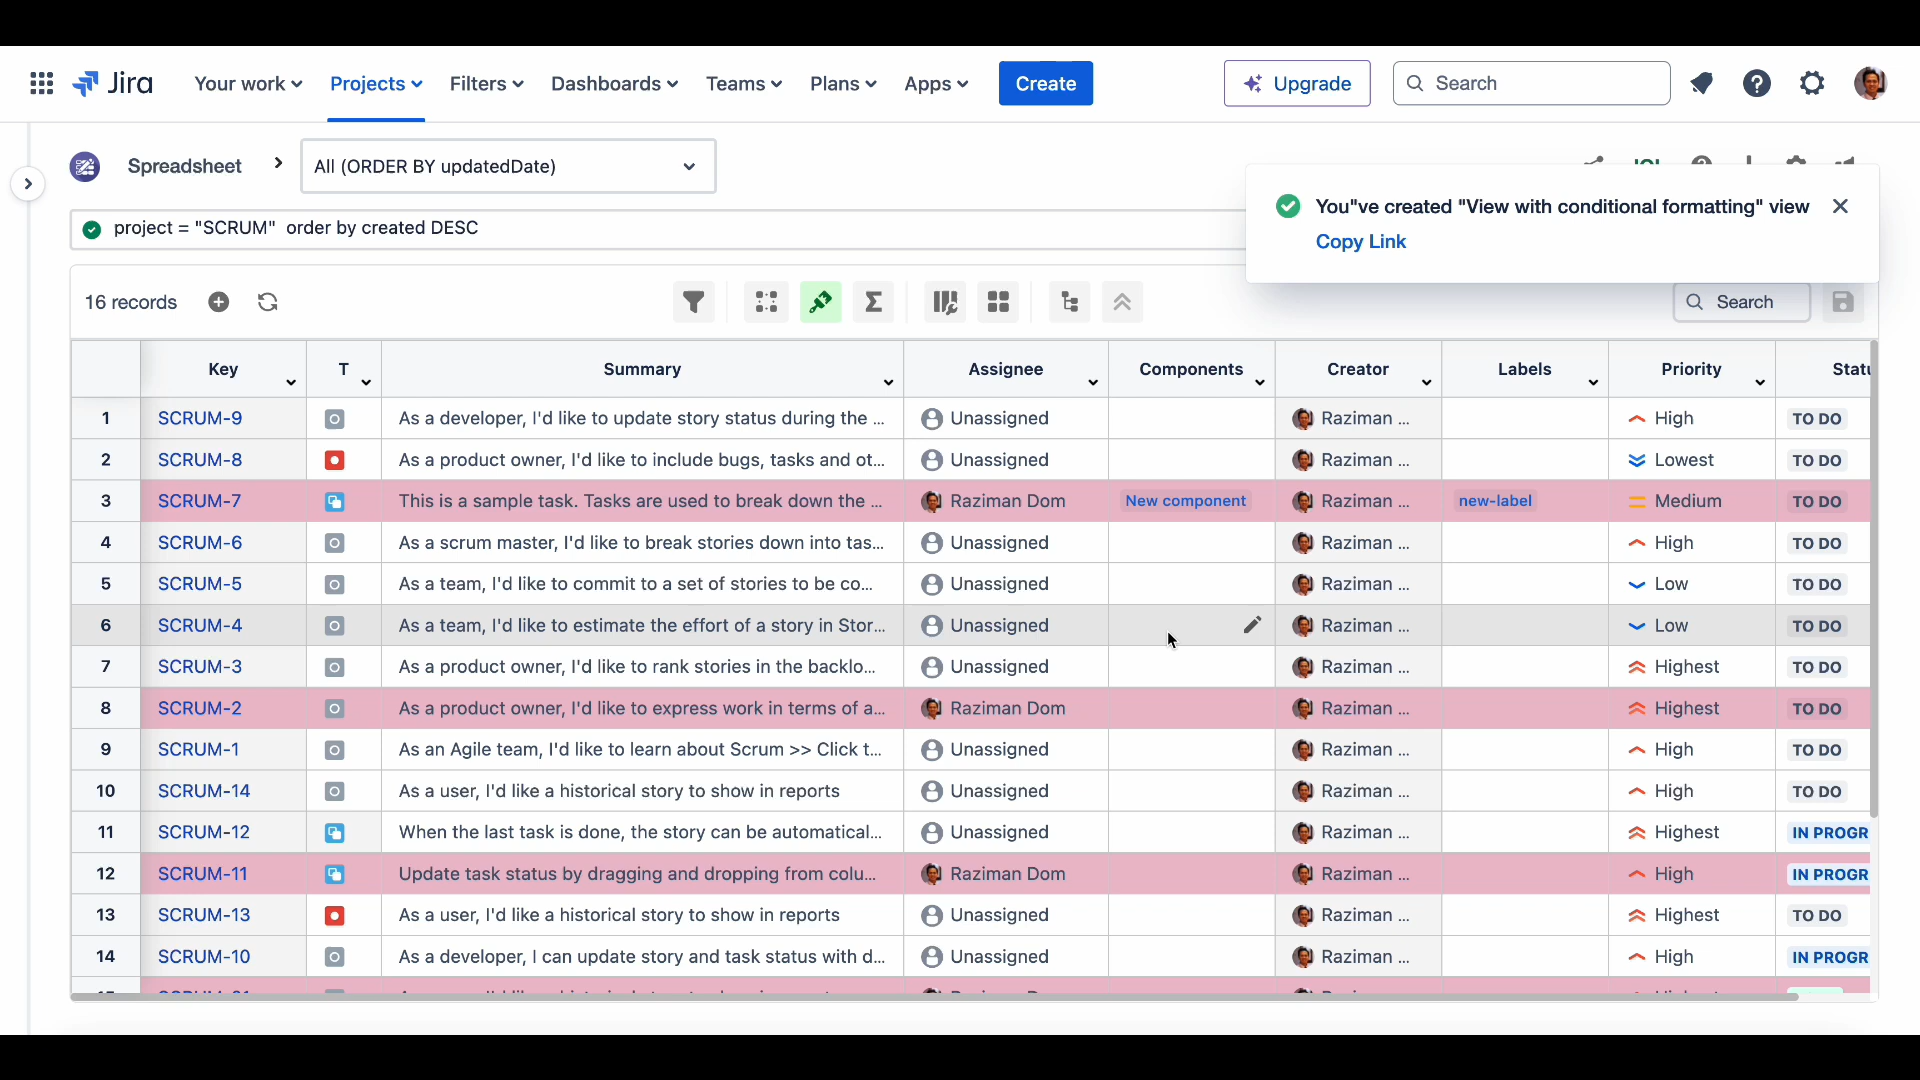 Jira Your work Projects Filters Dashboards Teams Plans Apps Create Upgrade Search
Spreadsheet All (ORDER BY updatedDate)
You"ve created "View with conditional formatting" view
Copy Link
project = "SCRUM" order by created DESC
16 records Search
Key T Summary Assignee Components Creator Labels Priority Statu
1 SCRUM-9 As a developer, I'd like to update story status during the ... Unassigned Raziman ... High TO DO
2 SCRUM-8 As a product owner, I'd like to include bugs, tasks and ot... Unassigned Raziman ... Lowest TO DO
3 SCRUM-7 This is a sample task. Tasks are used to break down the ... Raziman Dom New component Raziman ... new-label Medium TO DO
4 SCRUM-6 As a scrum master, I'd like to break stories down into tas... Unassigned Raziman ... High TO DO
5 SCRUM-5 As a team, I'd like to commit to a set of stories to be co... Unassigned Raziman ... Low TO DO
6 SCRUM-4 As a team, I'd like to estimate the effort of a story in Stor... Unassigned Raziman ... Low TO DO
7 SCRUM-3 As a product owner, I'd like to rank stories in the backlo... Unassigned Raziman ... Highest TO DO
8 SCRUM-2 As a product owner, I'd like to express work in terms of a... Raziman Dom Raziman ... Highest TO DO
9 SCRUM-1 As an Agile team, I'd like to learn about Scrum >> Click t... Unassigned Raziman ... High TO DO
10 SCRUM-14 As a user, I'd like a historical story to show in reports Unassigned Raziman ... High TO DO
11 SCRUM-12 When the last task is done, the story can be automatical... Unassigned Raziman ... Highest IN PROGR
12 SCRUM-11 Update task status by dragging and dropping from colu... Raziman Dom Raziman ... High IN PROGR
13 SCRUM-13 As a user, I'd like a historical story to show in reports Unassigned Raziman ... Highest TO DO
14 SCRUM-10 As a developer, I can update story and task status with d... Unassigned Raziman ... High IN PROGR